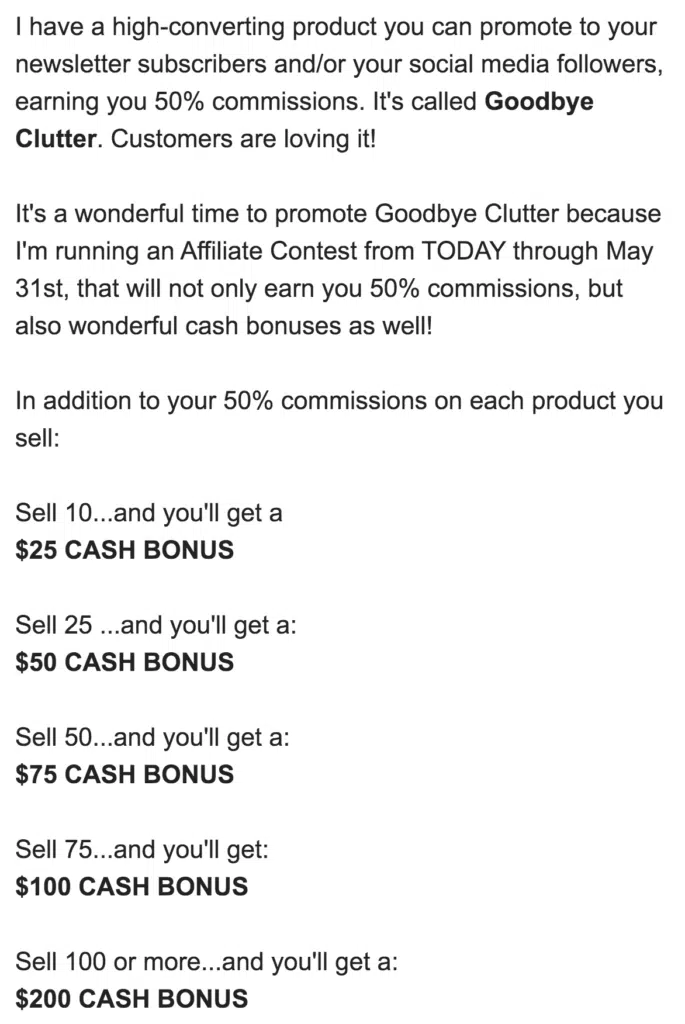 I have a high-converting product you can promote to your
newsletter subscribers and/or your social media followers,
earning you 50% commissions. It's called Goodbye
Clutter. Customers are loving it!
It's a wonderful time to promote Goodbye Clutter because
I'm running an Affiliate Contest from TODAY through May
31st, that will not only earn you 50% commissions, but
also wonderful cash bonuses as well!
In addition to your 50% commissions on each product you
sell:
Sell 10...and you'll get a
$25 CASH BONUS
Sell 25 ...and you'll get a:
$50 CASH BONUS
Sell 50...and you'll get a:
$75 CASH BONUS
Sell 75...and you'll get:
$100 CASH BONUS
Sell 100 or more...and you'll get a:
$200 CASH BONUS